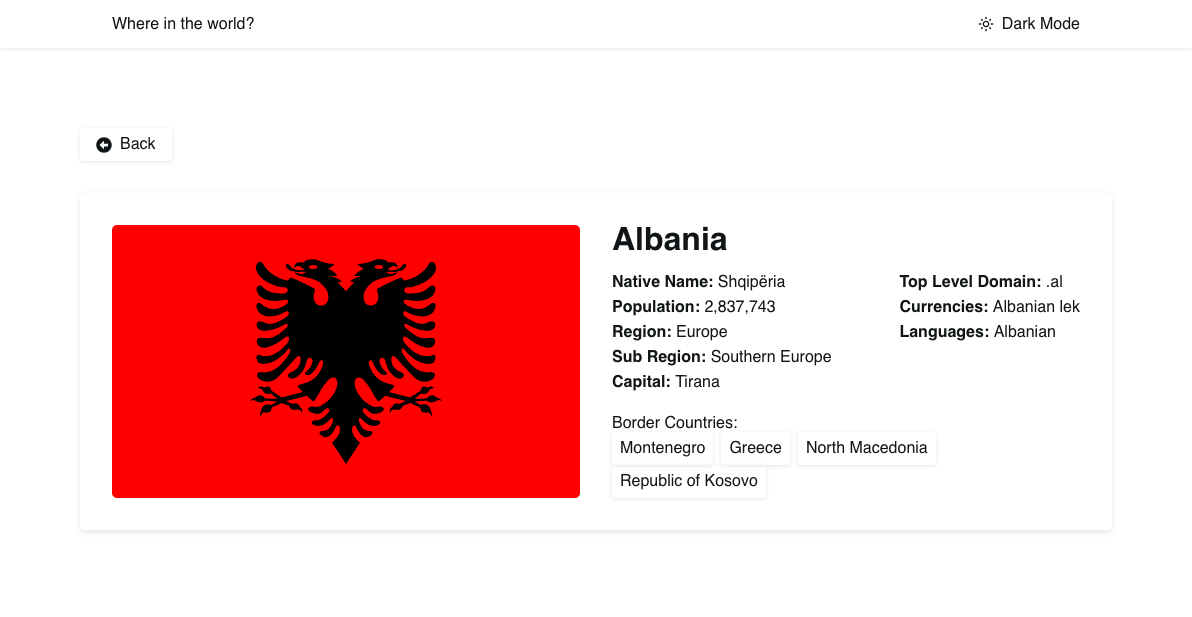 Where in the world?
Dark Mode
Back
Albania
Native Name: Shqipëria
Population: 2,837,743
Region: Europe
Sub Region: Southern Europe
Capital: Tirana
Top Level Domain: .al
Currencies: Albanian lek
Languages: Albanian
Border Countries:
Montenegro Greece North Macedonia
Republic of Kosovo